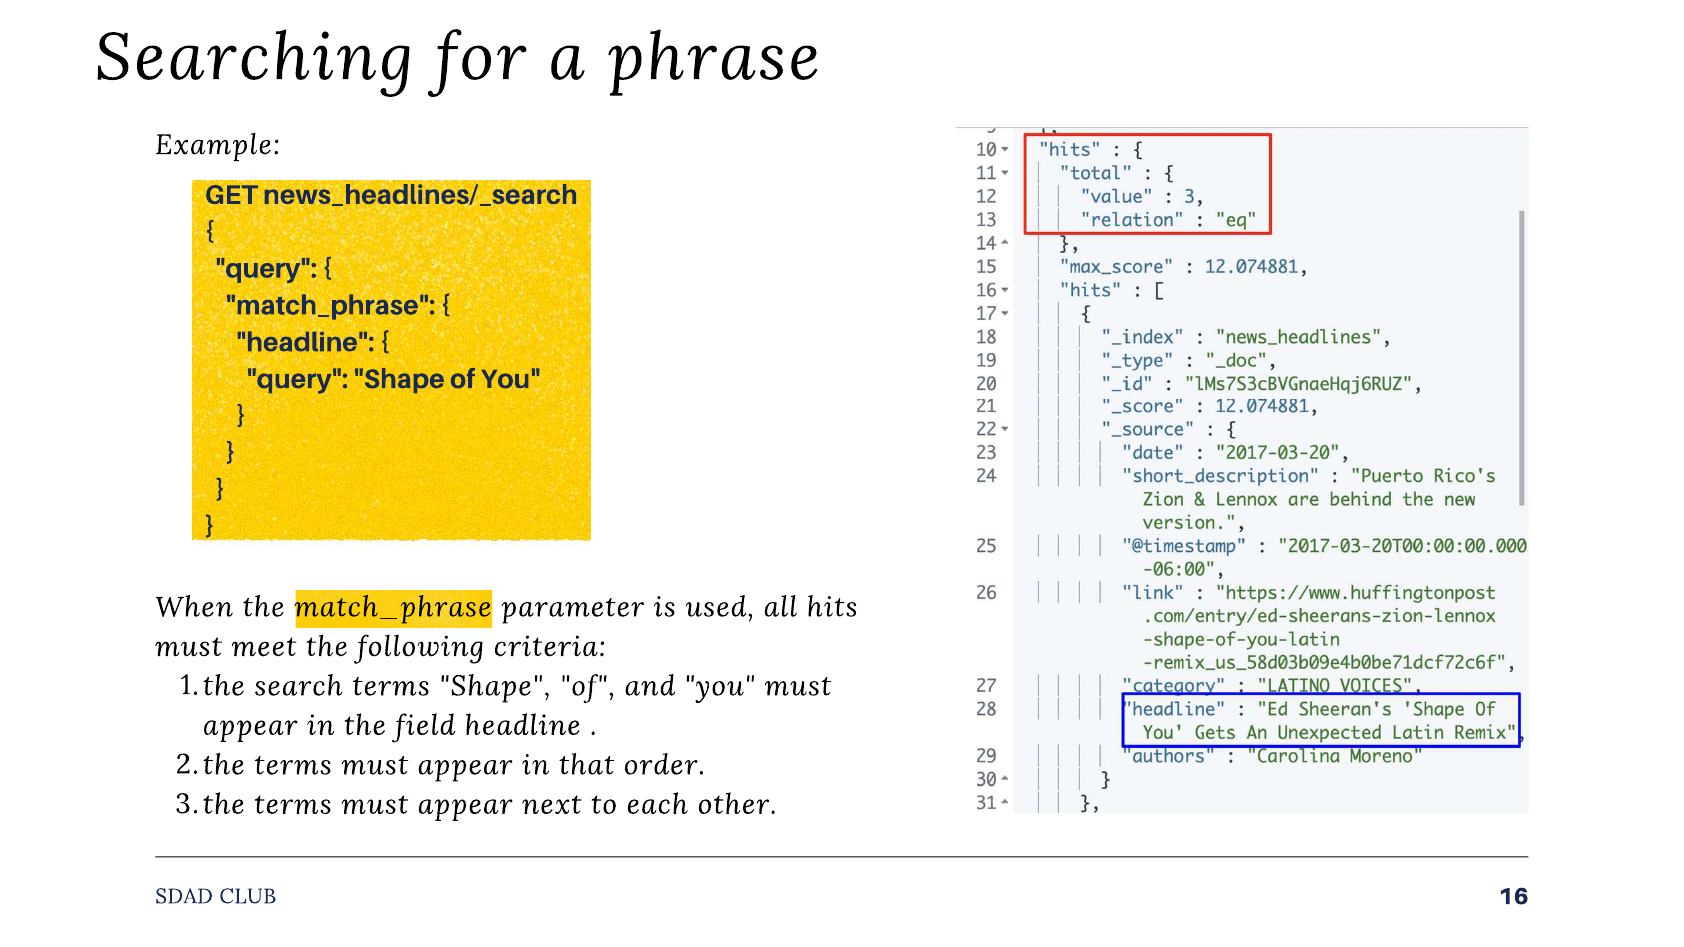 Searching for a phrase
Example:
GET news_headlines/_search
{
"query": {
"match_phrase": {
"headline": {
"query": "Shape of You"
}
}
}
}
When the match_phrase parameter is used, all hits
must meet the following criteria:
1. the search terms "Shape", "of", and "you" must
appear in the field headline .
2. the terms must appear in that order.
3. the terms must appear next to each other.
10 "hits" : {
11 "total" : {
12 "value" : 3,
13 "relation" : "eq"
14 },
15 "max_score" : 12.074881,
16 "hits" : [
17 {
18 "_index" : "news_headlines",
19 "_type" : "_doc",
20 "_id" : "lMs7S3cBVGnaeHqj6RUZ",
21 "_score" : 12.074881,
22 "_source" : {
23 "date" : "2017-03-20",
24 "short_description" : "Puerto Rico's
Zion & Lennox are behind the new
version.",
25 "@timestamp" : "2017-03-20T00:00:00.000
-06:00",
26 "link" : "https://www.huffingtonpost
.com/entry/ed-sheerans-zion-lennox
-shape-of-you-latin
-remix_us_58d03b09e4b0be71dcf72c6f",
27 "category" : "LATINO VOICES",
28 "headline" : "Ed Sheeran's 'Shape Of
You' Gets An Unexpected Latin Remix",
29 "authors" : "Carolina Moreno"
30 }
31 },
SDAD CLUB
16